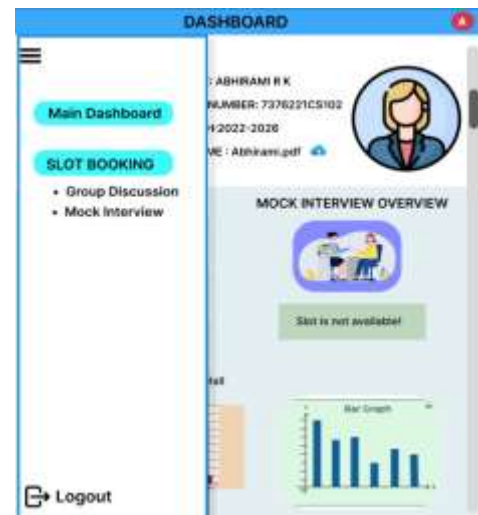 DASHBOARD
A
: ABHIRAMI R K
NUMBER: 7376221CS102
H:2022-2026
ME : Abhirami.pdf
Main Dashboard
SLOT BOOKING
• Group Discussion
• Mock Interview
MOCK INTERVIEW OVERVIEW
Slot is not available!
Bar Graph
Logout